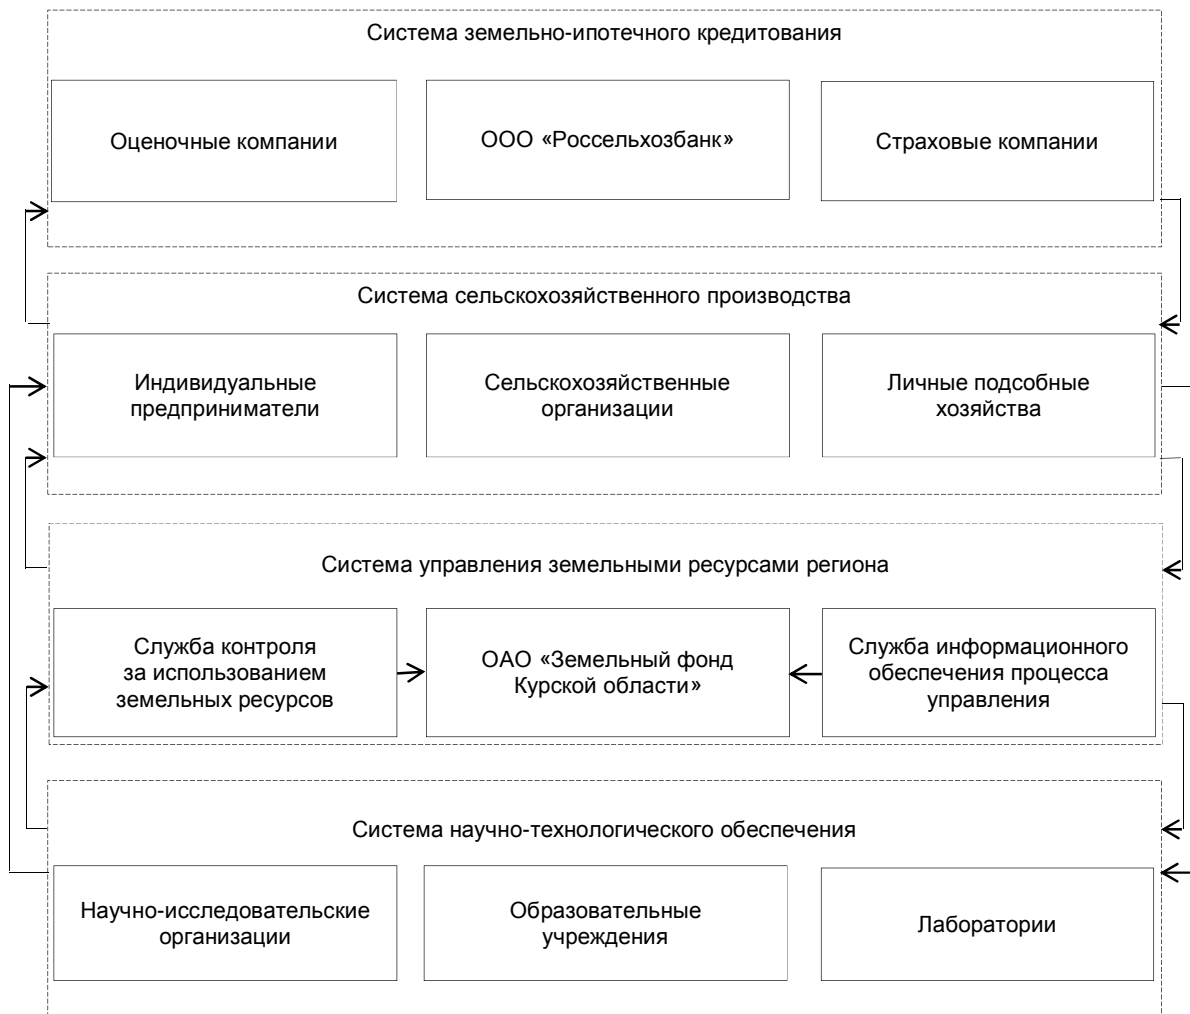 Система земельно-ипотечного кредитования
Оценочные компании
ООО «Россельхозбанк»
Страховые компании
Система сельскохозяйственного производства
Индивидуальные
предприниматели
Сельскохозяйственные
организации
Личные подсобные
хозяйства
Система управления земельными ресурсами региона
Служба контроля
за использованием
земельных ресурсов
ОАО «Земельный фонд
Курской области»
Служба информационного
обеспечения процесса
управления
Система научно-технологического обеспечения
Научно-исследовательские
организации
Образовательные
учреждения
Лаборатории